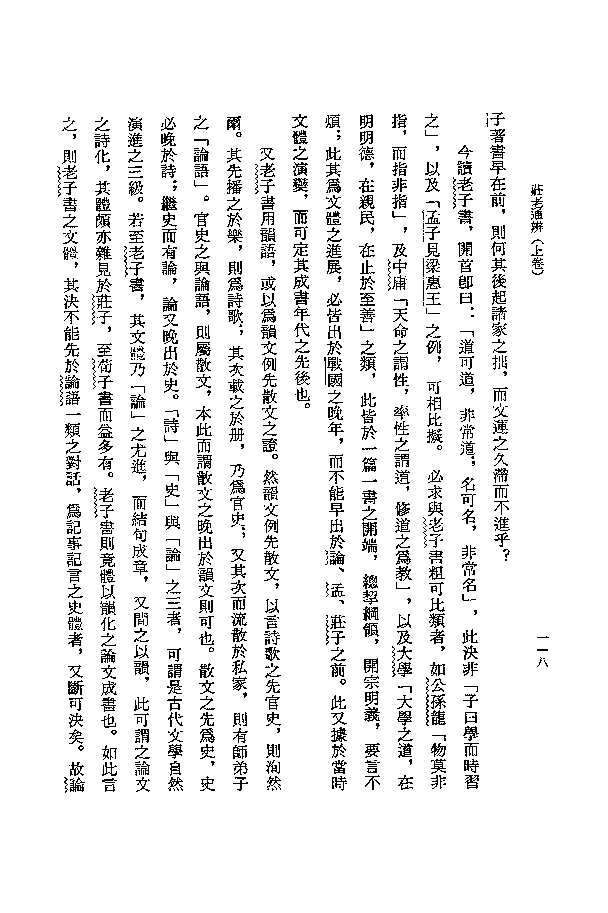 莊老通辨（上卷）
一一八
子著書早在前，則何其後起諸家之拙，而文運之久滯而不進乎？
今讀老子書，開首卽曰：「道可道，非常道；名可名，非常名」，此決非「子曰學而時習
之」，以及「孟子見梁惠王」之例，可相比擬。必求與老子書粗可比類者，如公孫龍「物莫非
指，而指非指」，及中庸「天命之謂性，率性之謂道，修道之爲教」，以及大學「大學之道，在
明明德，在親民，在止於至善」之類，此皆於一篇一書之開端，總挈綱領，開宗明義，要言不
煩；此其爲文體之進展，必皆出於戰國之晚年，而不能早出於論、孟、莊子之前。此又據於當時
文體之演變，而可定其成書年代之先後也。
又老子書用韻語，或以爲韻文例先散文之證。然韻文例先散文，以言詩歌之先官史，則洵然
爾。其先播之於樂，則爲詩歌；其次載之於册，乃爲官史；又其次而流散於私家，則有師弟子
之「論語」。官史之與論語，則屬散文，本此而謂散文之晚出於韻文則可也。散文之先爲史，史
必晚於詩；繼史而有論，論又晚出於史。「詩」與「史」與「論」之三者，可謂是古代文學自然
演進之三級。若至老子書，其文體乃「論」之尤進，而結句成章，又間之以韻，此可謂之論文
之詩化，其體頗亦雜見於莊子，至荀子書而益多有。老子書則竟體以韻化之論文成書也。如此言
之，則老子書之文體，其決不能先於論語一類之對話，爲記事記言之史體者，又斷可決矣。故論